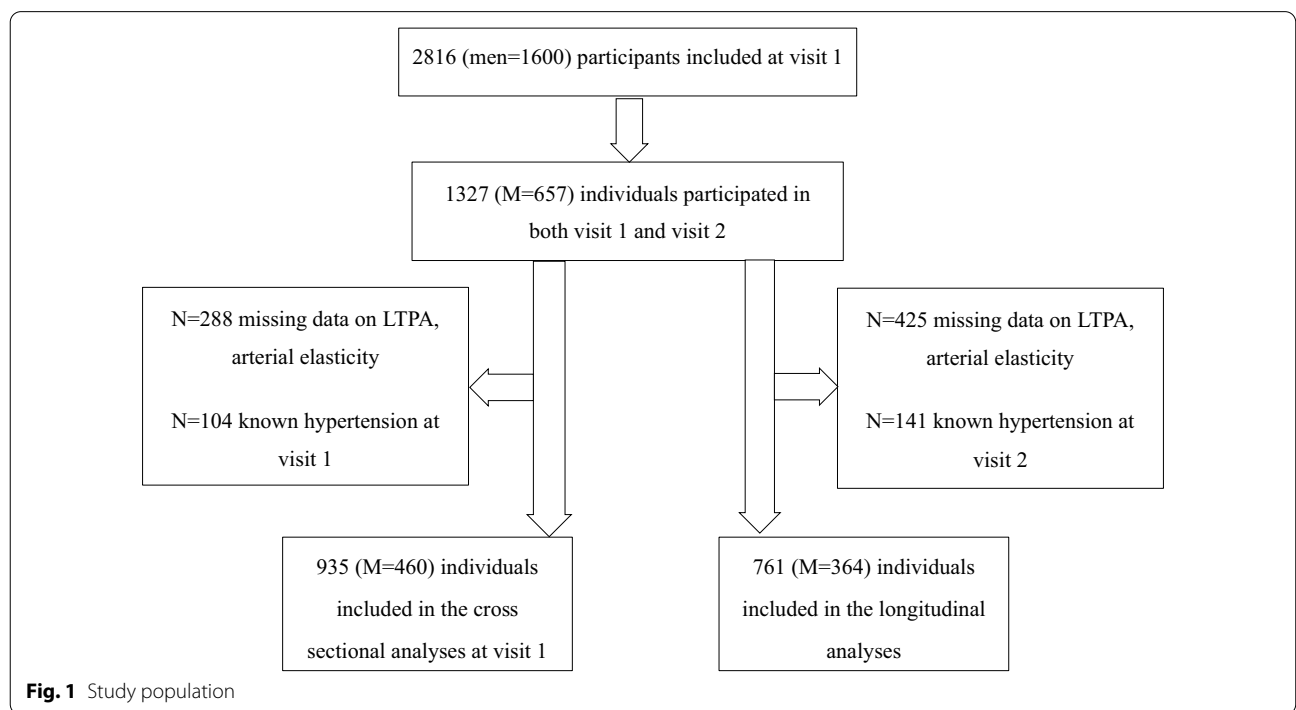 2816 (men=1600) participants included at visit 1
1327 (M=657) individuals participated in
both visit 1 and visit 2
N=288 missing data on LTPA,
arterial elasticity
N=104 known hypertension at
visit 1
N=425 missing data on LTPA,
arterial elasticity
N=141 known hypertension at
visit 2
935 (M=460) individuals
included in the cross
sectional analyses at visit 1
761 (M=364) individuals
included in the longitudinal
analyses
Fig. 1 Study population